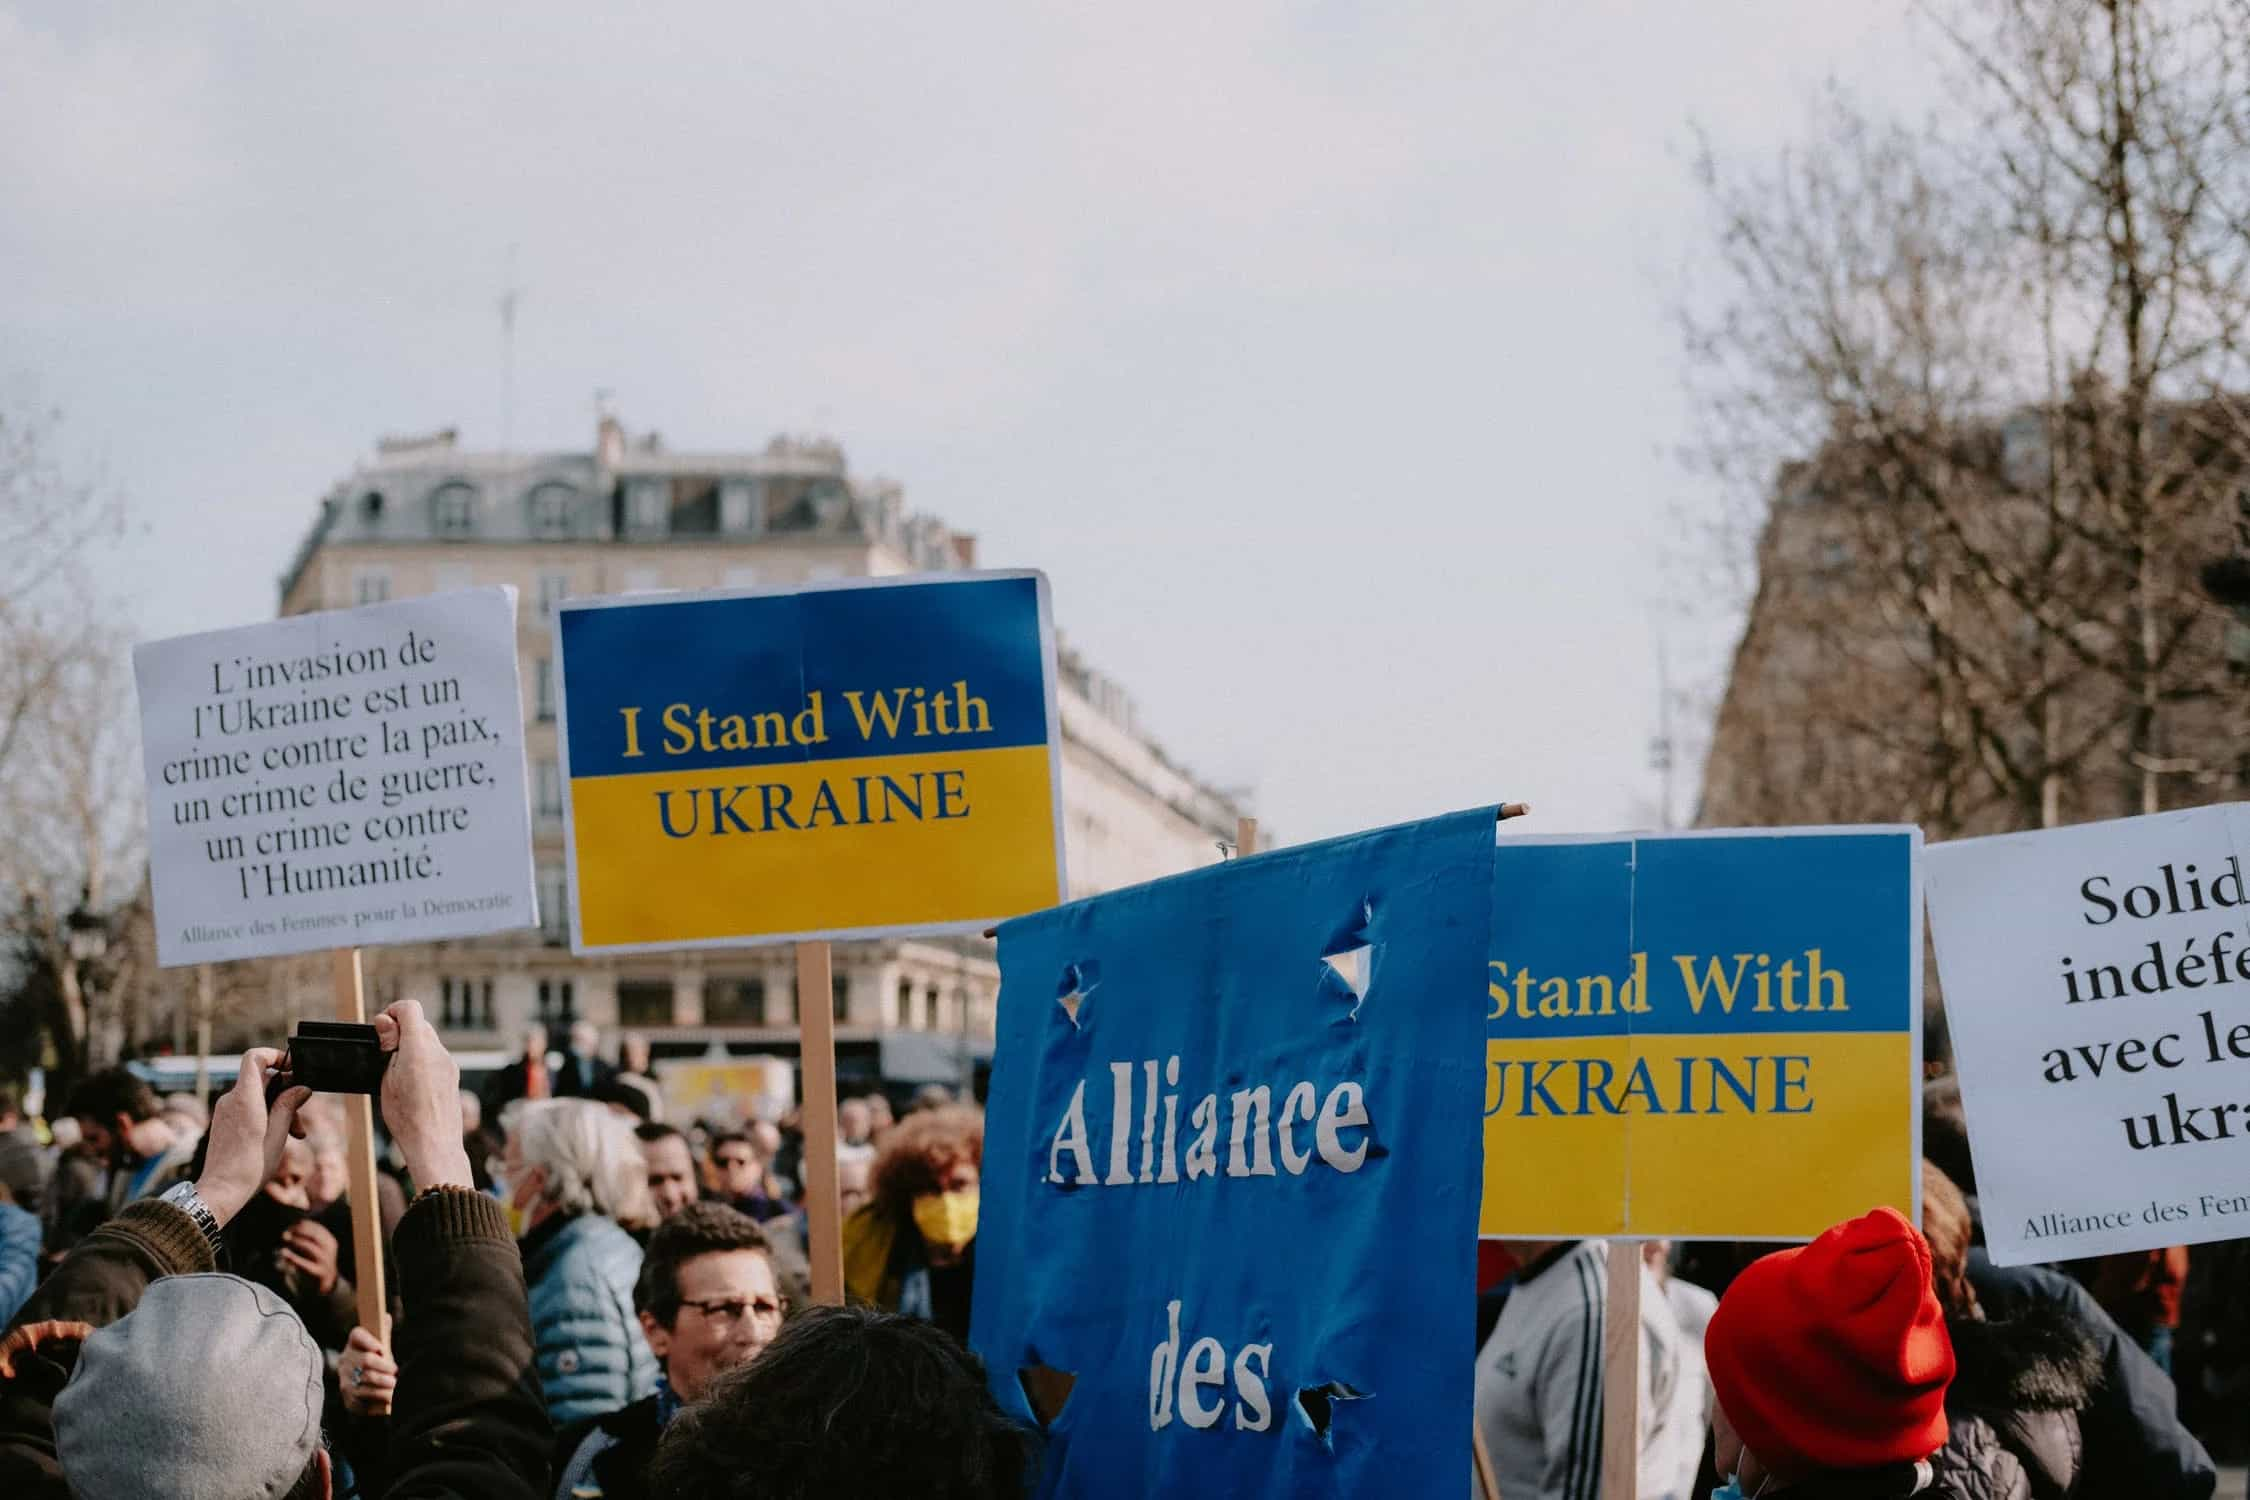 L'invasion de
l'Ukraine est un
crime contre la paix,
un crime de guerre,
un crime contre
l'Humanité.
Alliance des Femmes pour la Démocratie
I Stand With
UKRAINE
Alliance
des
Stand With
UKRAINE
Solid
indéfe
avec le
ukra
Alliance des Fem